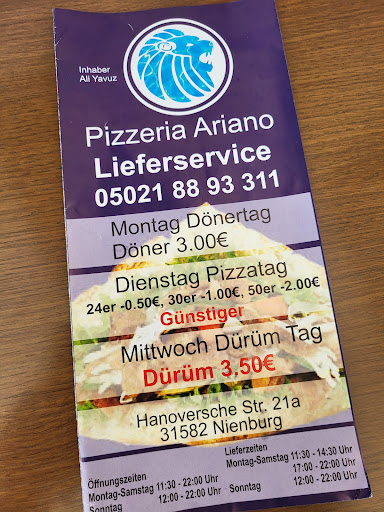 Inhaber
Ali Yavuz
Pizzeria Ariano
Lieferservice
05021 88 93 311
Montag Dönertag
Döner 3.00€
Dienstag Pizzatag
24er -0.50€, 30er -1.00€, 50er -2.00€
Günstiger
Mittwoch Dürüm Tag
Dürüm 3.50€
Hanoversche Str. 21a
31582 Nienburg
Öffnungszeiten
Montag-Samstag 11:30 - 22:00 Uhr
Sonntag 12:00 - 22:00 Uhr
Lieferzeiten
Montag-Samstag 11:30 - 14:30 Uhr
17:00 - 22:00 Uhr
Sonntag 12:00 - 22:00 Uhr